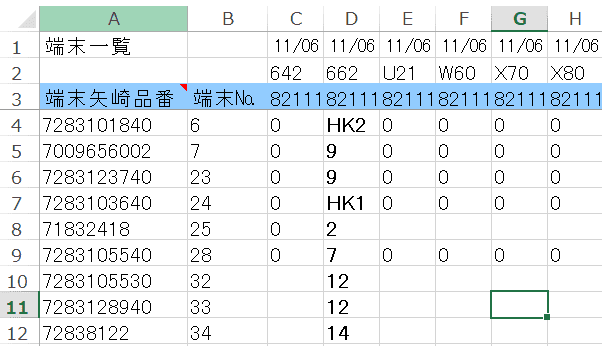 A B C D E F G H
1 端末一覧 11/06 11/06 11/06 11/06 11/06 11/06
2 642 662 U21 W60 X70 X80
3 端末矢崎品番 端末№ 82111 82111 82111 82111 82111 82111
4 7283101840 6 0 HK2 0 0 0 0
5 7009656002 7 0 9 0 0 0 0
6 7283123740 23 0 9 0 0 0 0
7 7283103640 24 0 HK1 0 0 0 0
8 71832418 25 0 2
9 7283105540 28 0 7 0 0 0 0
10 7283105530 32 12
11 7283128940 33 12
12 72838122 34 14